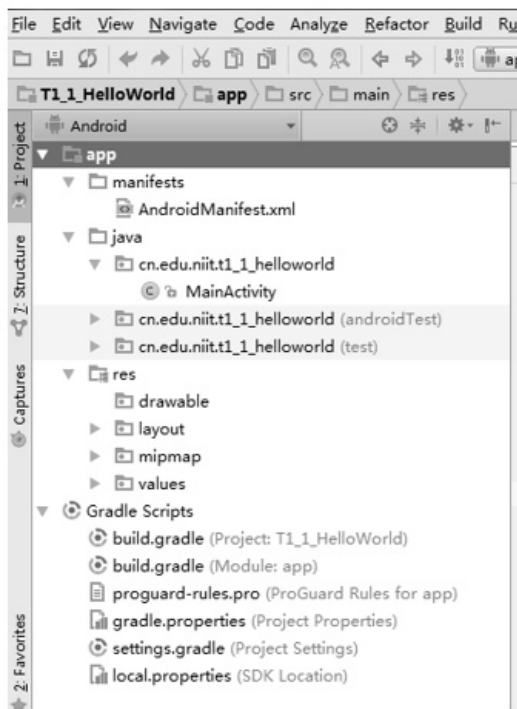 File Edit View Navigate Code Analyze Refactor Build Ru
ap
T1_1_HelloWorld app src main res
1: Project
Android
app
manifests
AndroidManifest.xml
java
cn.edu.niit.t1_1_helloworld
MainActivity
cn.edu.niit.t1_1_helloworld (androidTest)
cn.edu.niit.t1_1_helloworld (test)
res
drawable
layout
mipmap
values
Gradle Scripts
build.gradle (Project: T1_1_HelloWorld)
build.gradle (Module: app)
proguard-rules.pro (ProGuard Rules for app)
gradle.properties (Project Properties)
settings.gradle (Project Settings)
local.properties (SDK Location)
7: Structure
Captures
2: Favorites